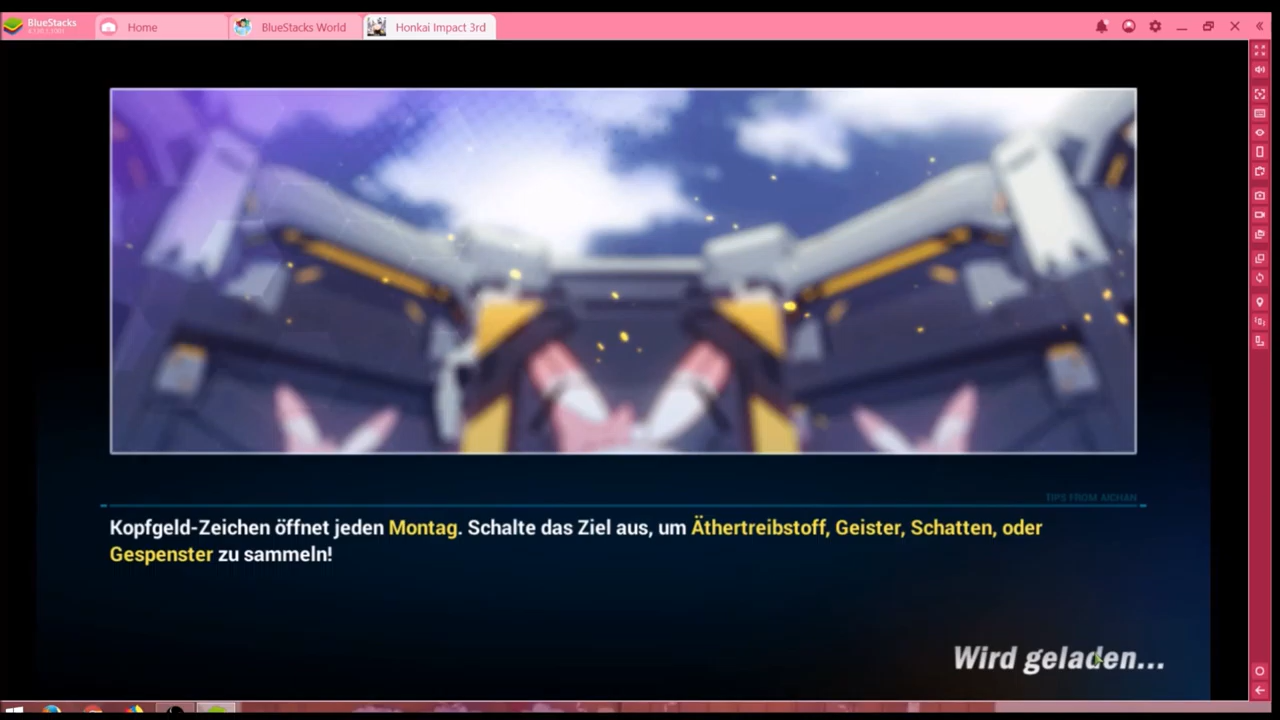 BlueStacks
Home
BlueStacks World
Honkai Impact 3rd
TIPS FROM AICHAN
Kopfgeld-Zeichen öffnet jeden Montag. Schalte das Ziel aus, um Äthertreibstoff, Geister, Schatten, oder
Gespenster zu sammeln!
Wird geladen...